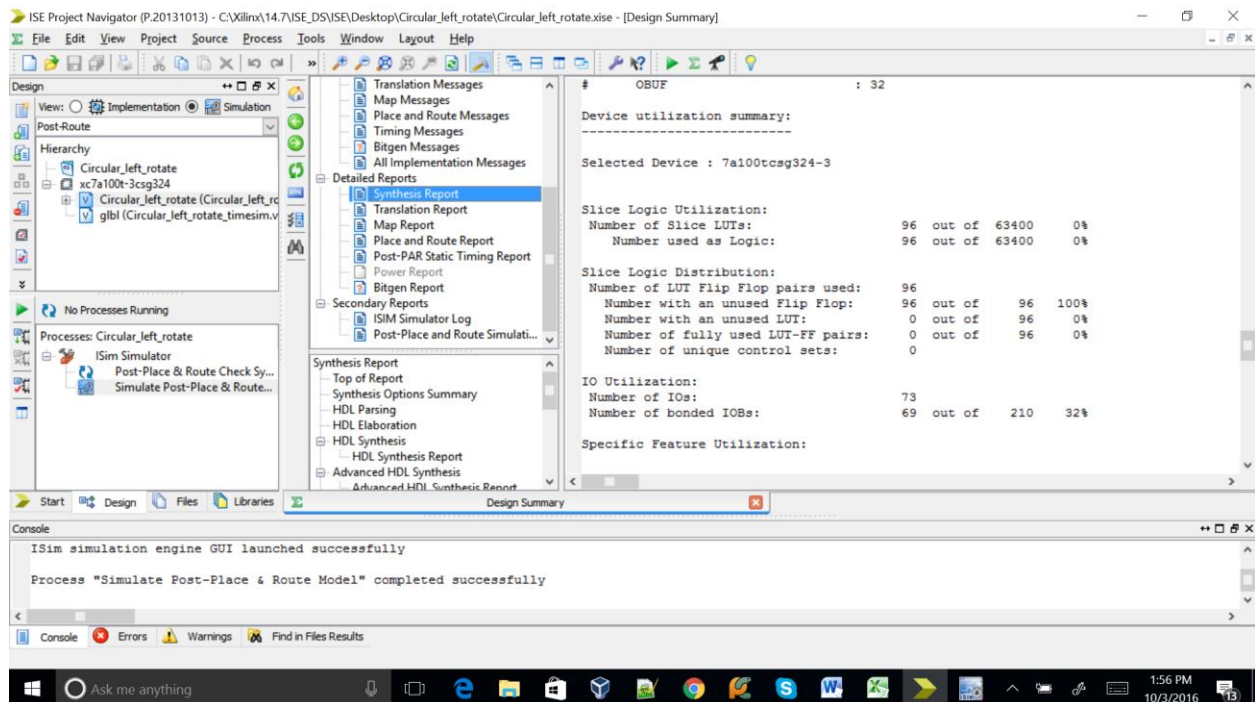 ISE Project Navigator (P.20131013) - C:\Xilinx\14.7\ISE_DS\ISE\Desktop\Circular_left_rotate\Circular_left_rotate.xise - [Design Summary]
File Edit View Project Source Process Tools Window Layout Help
Design
View: Implementation Simulation
Post-Route
Hierarchy
Circular_left_rotate
xc7a100t-3csg324
Circular_left_rotate (Circular_left_rc
glbl (Circular_left_rotate_timesim.v
No Processes Running
Processes: Circular_left_rotate
ISim Simulator
Post-Place & Route Check Sy...
Simulate Post-Place & Route...
Start Design Files Libraries
Translation Messages
Map Messages
Place and Route Messages
Timing Messages
Bitgen Messages
All Implementation Messages
Detailed Reports
Synthesis Report
Translation Report
Map Report
Place and Route Report
Post-PAR Static Timing Report
Power Report
Bitgen Report
Secondary Reports
ISIM Simulator Log
Post-Place and Route Simulati...
Synthesis Report
Top of Report
Synthesis Options Summary
HDL Parsing
HDL Elaboration
HDL Synthesis
HDL Synthesis Report
Advanced HDL Synthesis
Advanced HDL Synthesis Report
# OBUF : 32
Device utilization summary:
---------------------------
Selected Device : 7a100tcsg324-3
Slice Logic Utilization:
Number of Slice LUTs: 96 out of 63400 0%
Number used as Logic: 96 out of 63400 0%
Slice Logic Distribution:
Number of LUT Flip Flop pairs used: 96
Number with an unused Flip Flop: 96 out of 96 100%
Number with an unused LUT: 0 out of 96 0%
Number of fully used LUT-FF pairs: 0 out of 96 0%
Number of unique control sets: 0
IO Utilization:
Number of IOs: 73
Number of bonded IOBs: 69 out of 210 32%
Specific Feature Utilization:
Design Summary
Console
ISim simulation engine GUI launched successfully
Process "Simulate Post-Place & Route Model" completed successfully
Console Errors Warnings Find in Files Results
Ask me anything
1:56 PM
10/3/2016
13